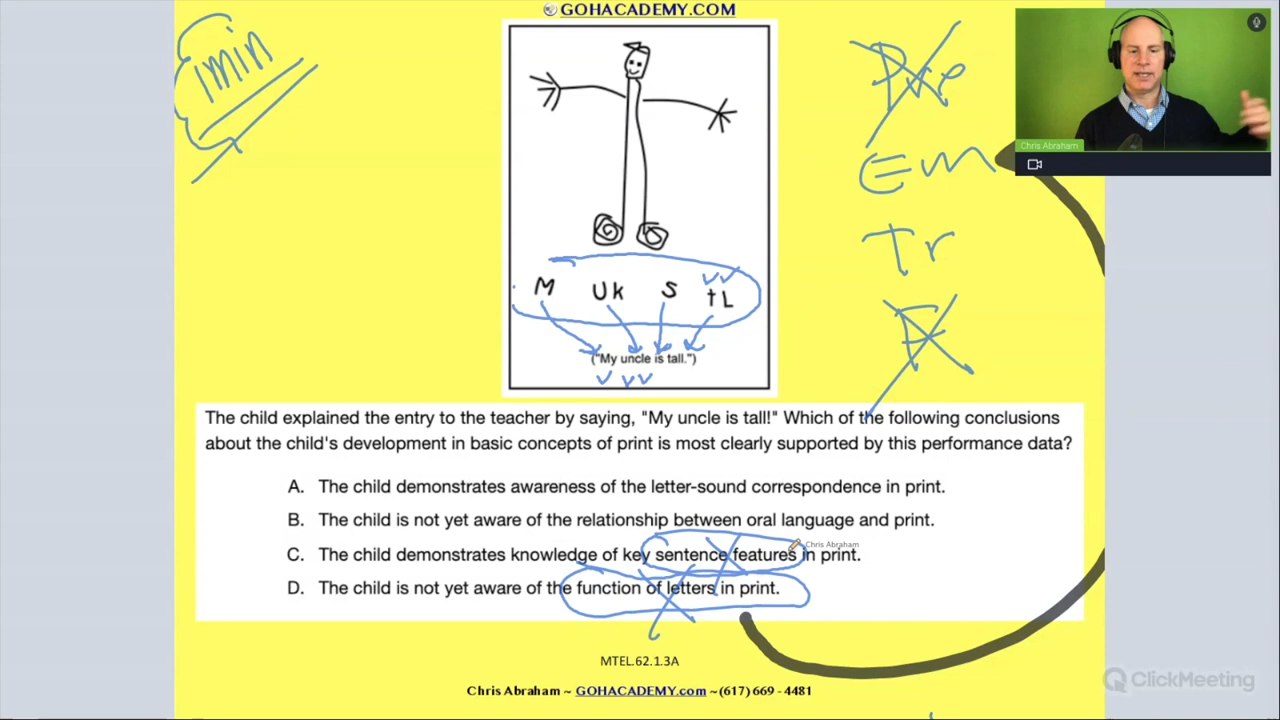 GOHACADEMY.COM
1min
Pre
Em
Tr
Chris Abraham
M Uk S tL
("My uncle is tall.")
The child explained the entry to the teacher by saying, "My uncle is tall!" Which of the following conclusions
about the child's development in basic concepts of print is most clearly supported by this performance data?
A. The child demonstrates awareness of the letter-sound correspondence in print.
B. The child is not yet aware of the relationship between oral language and print.
Chris Abraham
C. The child demonstrates knowledge of key sentence features in print.
D. The child is not yet aware of the function of letters in print.
MTEL.62.1.3A
Chris Abraham ~ GOHACADEMY.com ~(617) 669 - 4481
ClickMeeting